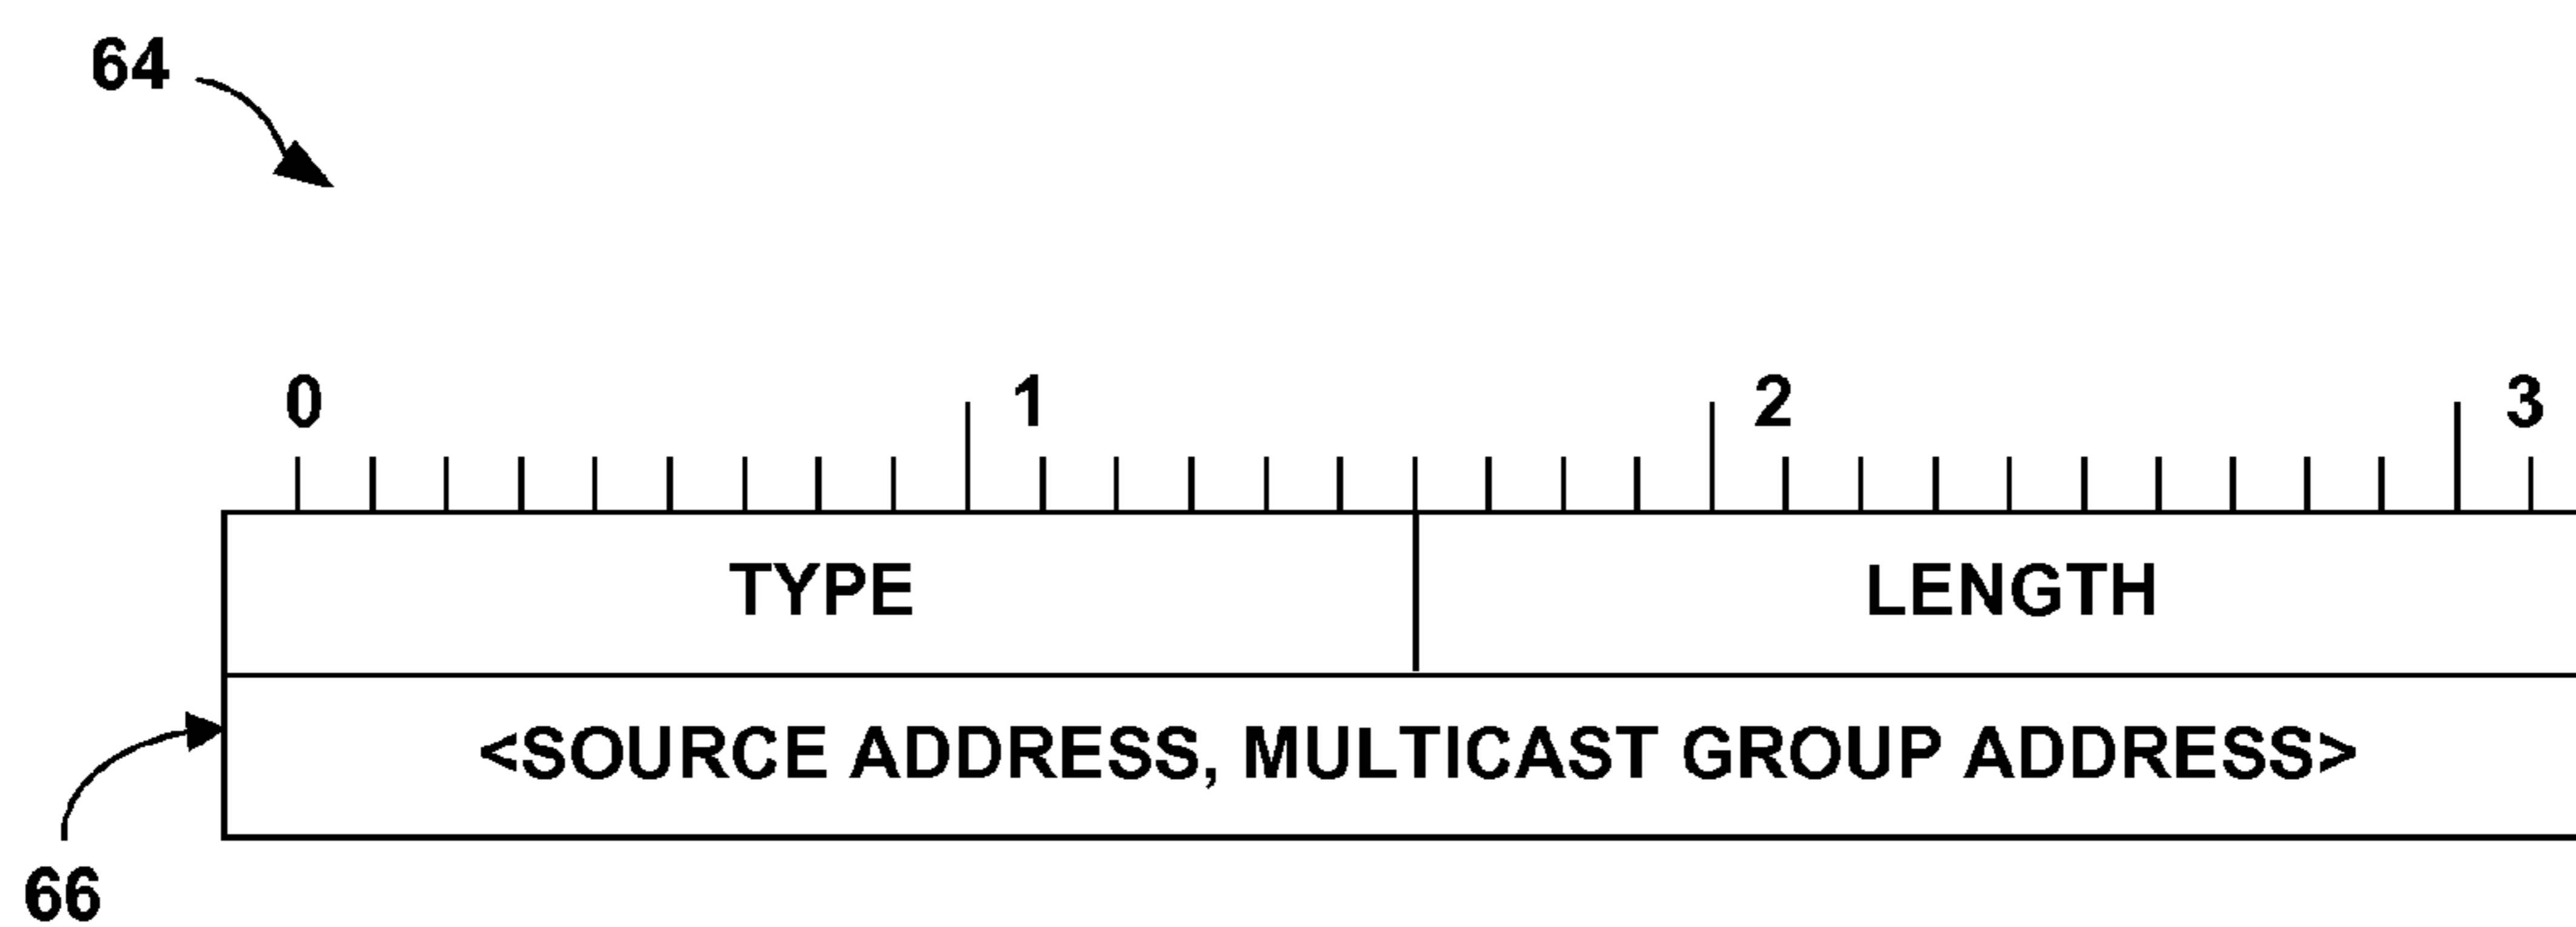 64
0 1 2 3
TYPE LENGTH
<SOURCE ADDRESS, MULTICAST GROUP ADDRESS>
66